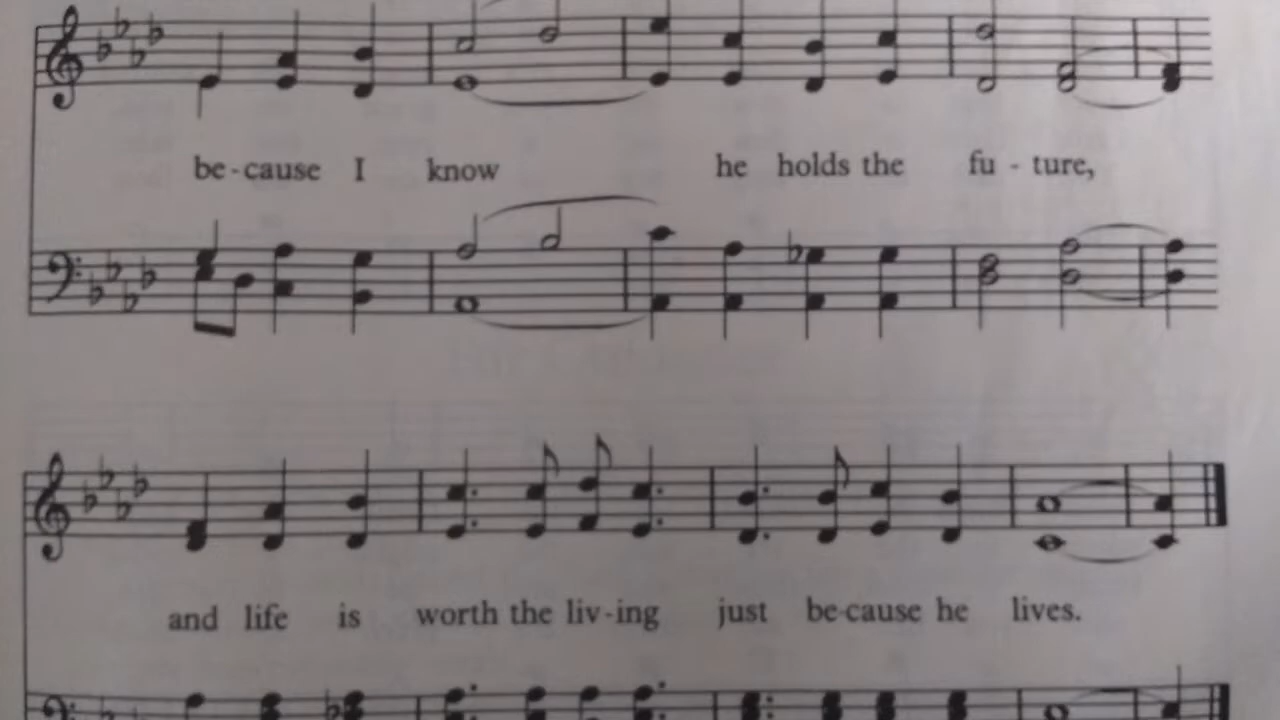 be-cause I know he holds the fu - ture,
and life is worth the liv-ing just be-cause he lives.